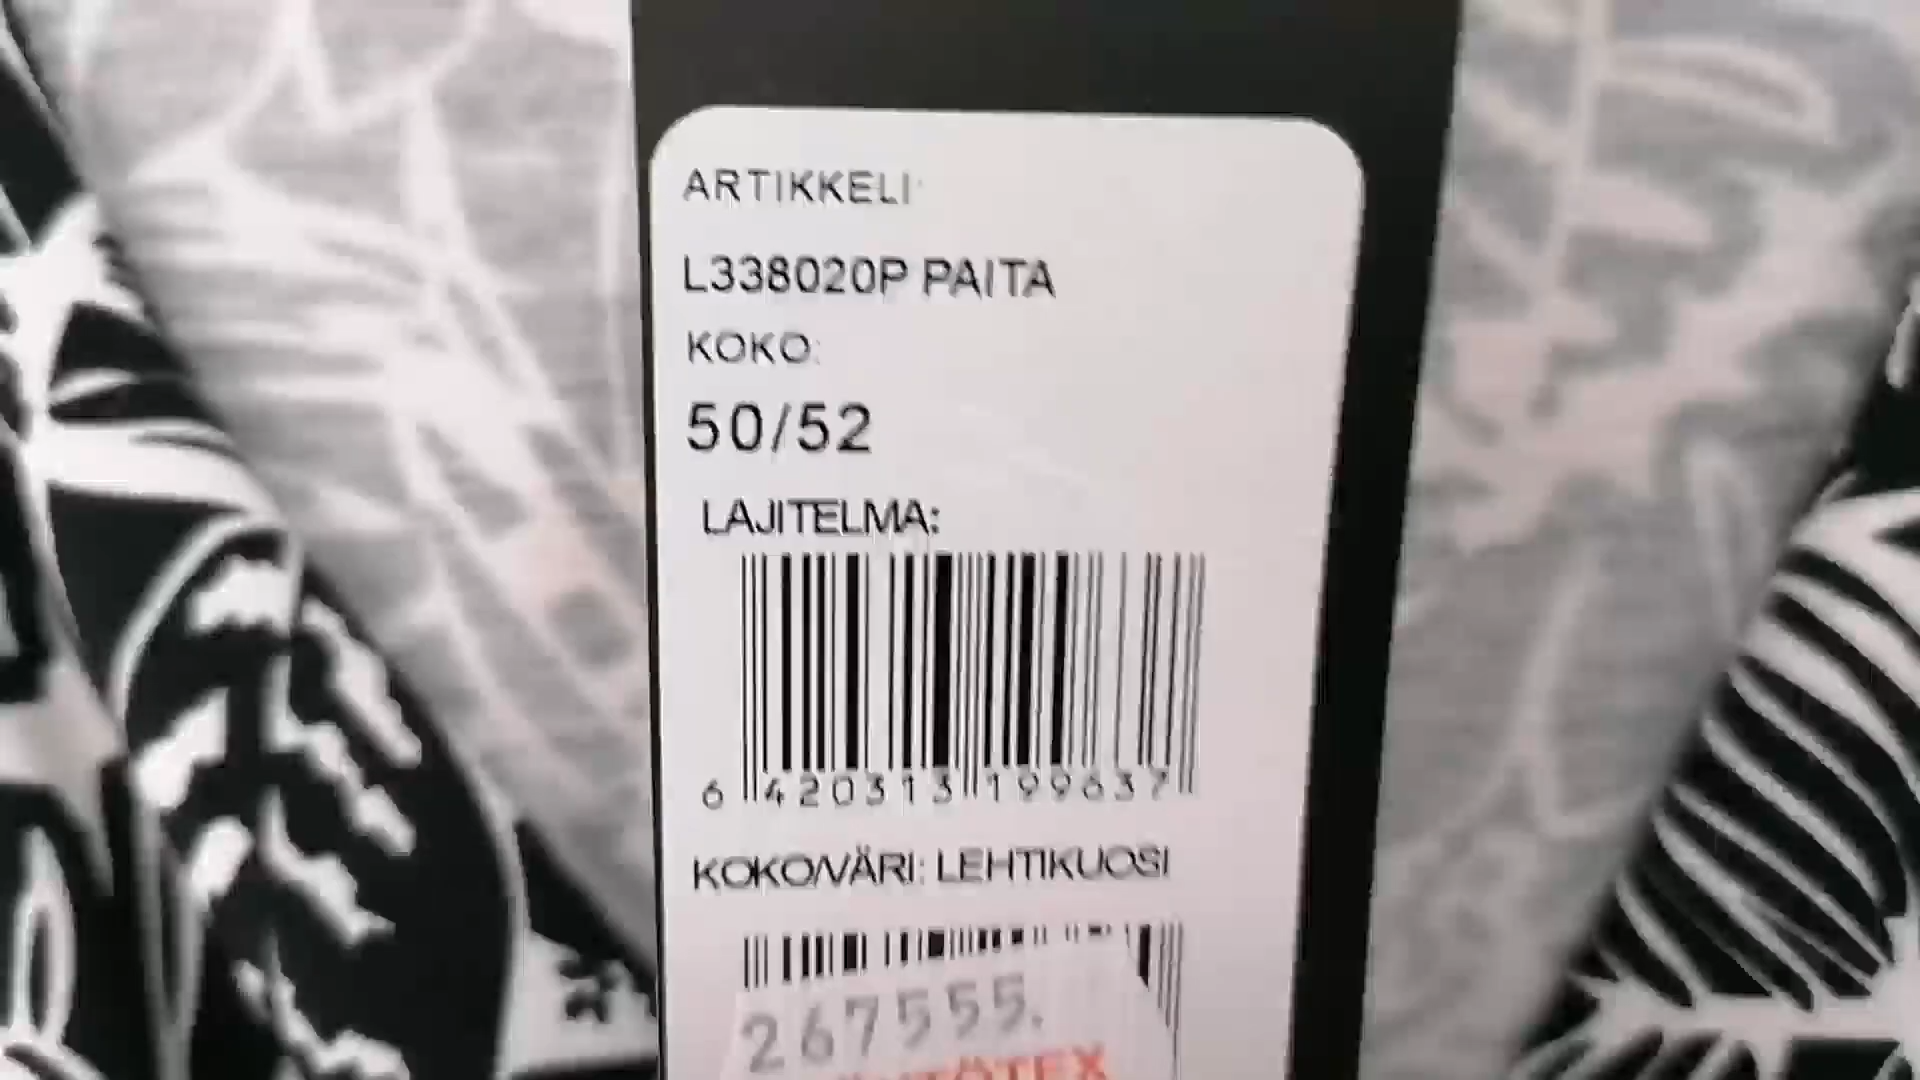 ARTIKKELI
L338020P PAITA
KOKO:
50/52
LAJITELMA:
6 420313 199637
KOKO/VÄRI: LEHTIKUOSI
267555.